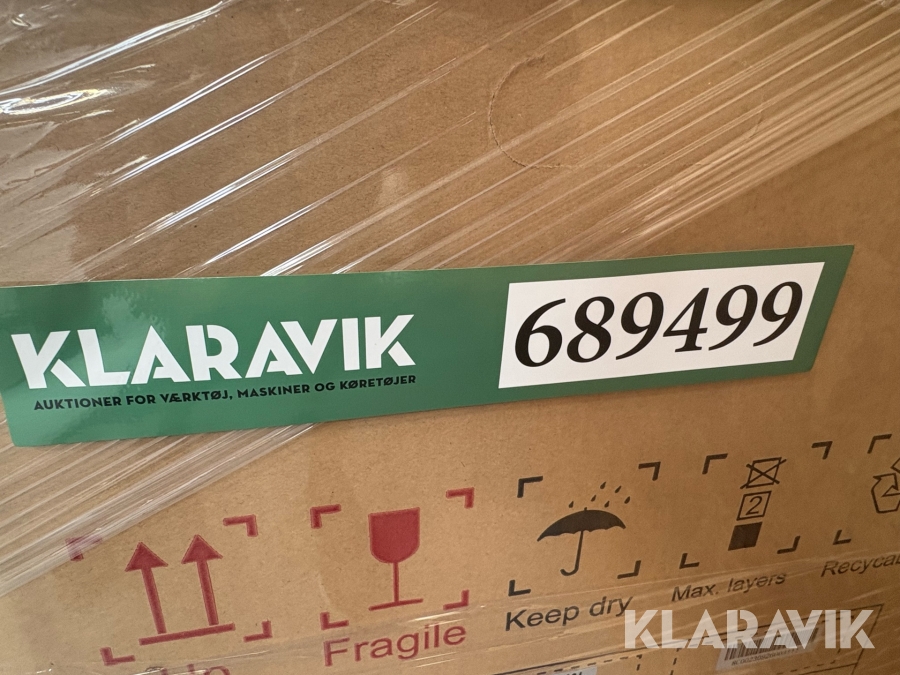 KLARAVIK
AUKTIONER FOR VÆRKTØJ, MASKINER OG KØRETØJER
689499
2
Fragile
Keep dry
Max. layers
KLARAVIK